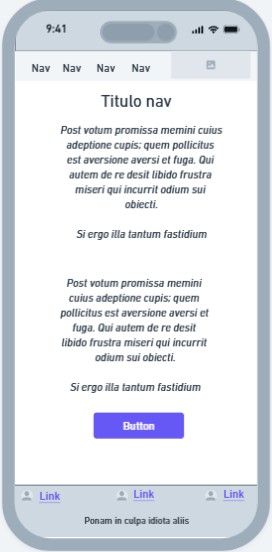 9:41
Nav Nav Nav Nav
Titulo nav
Post votum promissa memini cuius
adeptione cupis; quem pollicitus
est aversione aversi et fuga. Qui
autem de re desit libido frustra
miseri qui incurrit odium sui
obiecti.
Si ergo illa tantum fastidium
Post votum promissa memini
cuius adeptione cupis; quem
pollicitus est aversione aversi et
fuga. Qui autem de re desit
libido frustra miseri qui incurrit
odium sui obiecti.
Si ergo illa tantum fastidium
Button
Link Link Link
Ponam in culpa idiota aliis